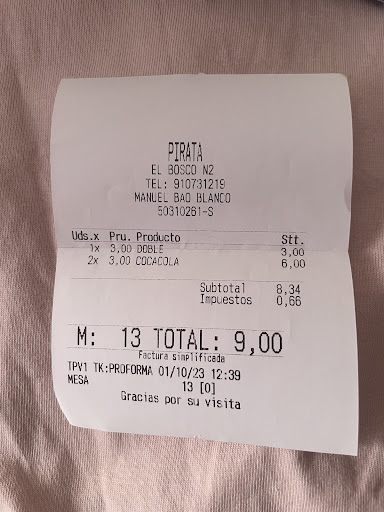 PIRATA
EL BOSCO N2
TEL: 910731219
MANUEL BAO BLANCO
50310261-S
Uds.x Pru. Producto Stt.
1x 3,00 DOBLE 3,00
2x 3,00 COCACOLA 6,00
Subtotal 8,34
Impuestos 0,66
M: 13 TOTAL: 9,00
Factura simplificada
TPV1 TK:PROFORMA 01/10/23 12:39
MESA 13 [0]
Gracias por su visita